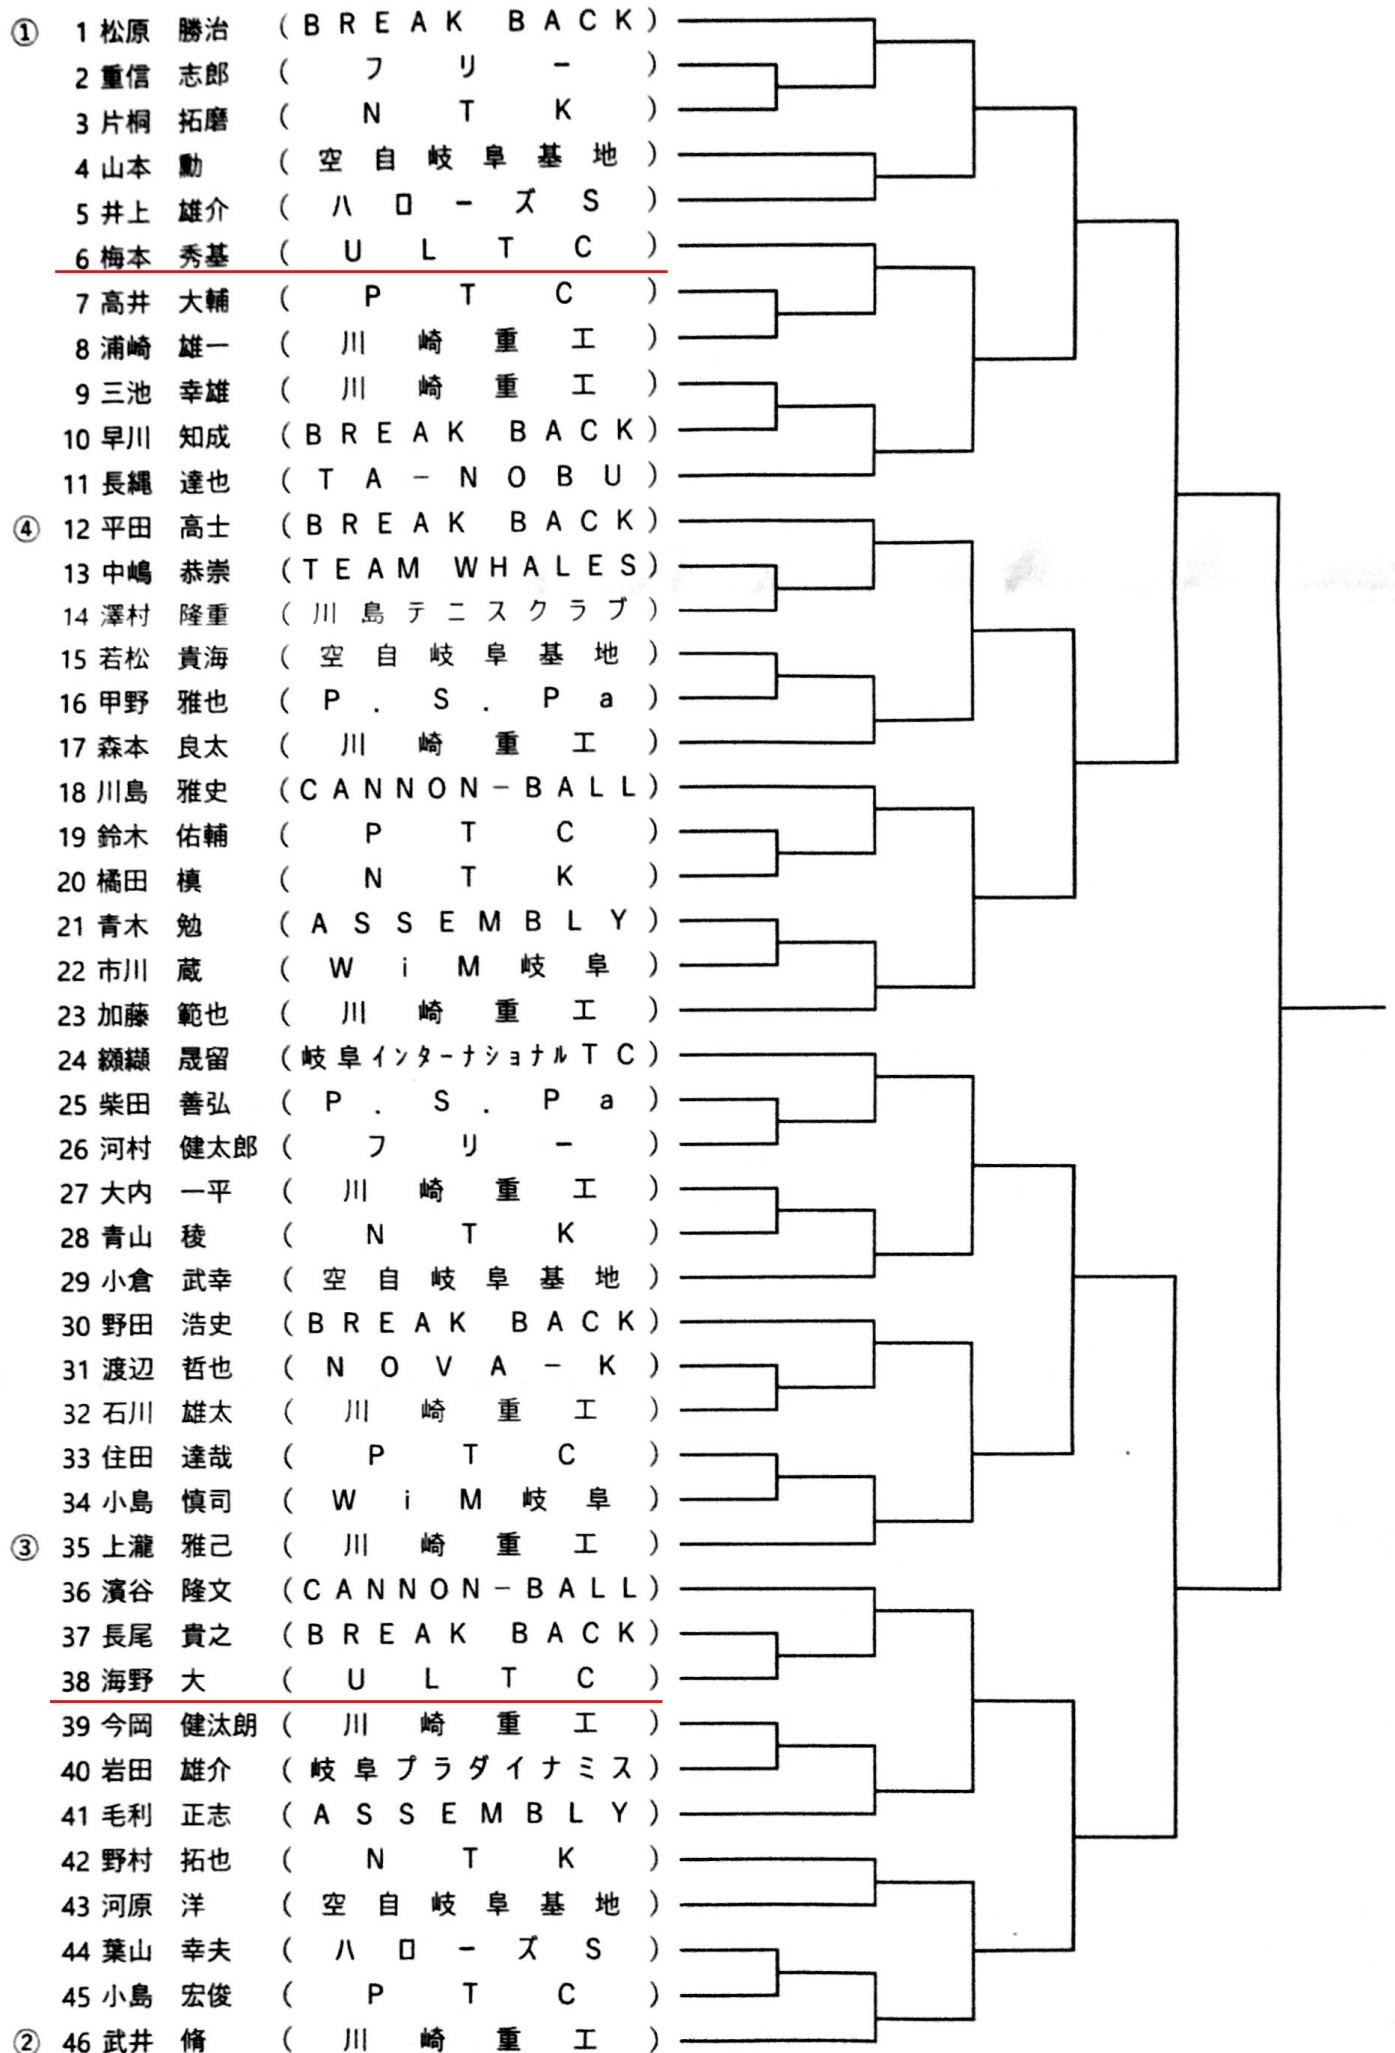 ① 1 松原 勝治 (BREAK BACK)
2 重信 志郎 (フリー)
3 片桐 拓磨 (NTK)
4 山本 勳 (空自岐阜基地)
5 井上 雄介 (ハローズS)
6 梅本 秀基 (ULTC)
7 高井 大輔 (PTC)
8 浦崎 雄一 (川崎重工)
9 三池 幸雄 (川崎重工)
10 早川 知成 (BREAK BACK)
11 長縄 達也 (TA-NOBU)
④ 12 平田 高士 (BREAK BACK)
13 中嶋 恭崇 (TEAM WHALES)
14 澤村 隆重 (川島テニスクラブ)
15 若松 貴海 (空自岐阜基地)
16 甲野 雅也 (P.S.Pa)
17 森本 良太 (川崎重工)
18 川島 雅史 (CANNON-BALL)
19 鈴木 佑輔 (PTC)
20 橘田 槙 (NTK)
21 青木 勉 (ASSEMBLY)
22 市川 蔵 (WiM岐阜)
23 加藤 範也 (川崎重工)
24 纐纈 晟留 (岐阜インターナショナルTC)
25 柴田 善弘 (P.S.Pa)
26 河村 健太郎 (フリー)
27 大内 一平 (川崎重工)
28 青山 稜 (NTK)
29 小倉 武幸 (空自岐阜基地)
30 野田 浩史 (BREAK BACK)
31 渡辺 哲也 (NOVA-K)
32 石川 雄太 (川崎重工)
33 住田 達哉 (PTC)
34 小島 慎司 (WiM岐阜)
③ 35 上瀧 雅己 (川崎重工)
36 濱谷 隆文 (CANNON-BALL)
37 長尾 貴之 (BREAK BACK)
38 海野 大 (ULTC)
39 今岡 健汰朗 (川崎重工)
40 岩田 雄介 (岐阜プラダイナミス)
41 毛利 正志 (ASSEMBLY)
42 野村 拓也 (NTK)
43 河原 洋 (空自岐阜基地)
44 葉山 幸夫 (ハローズS)
45 小島 宏俊 (PTC)
② 46 武井 脩 (川崎重工)